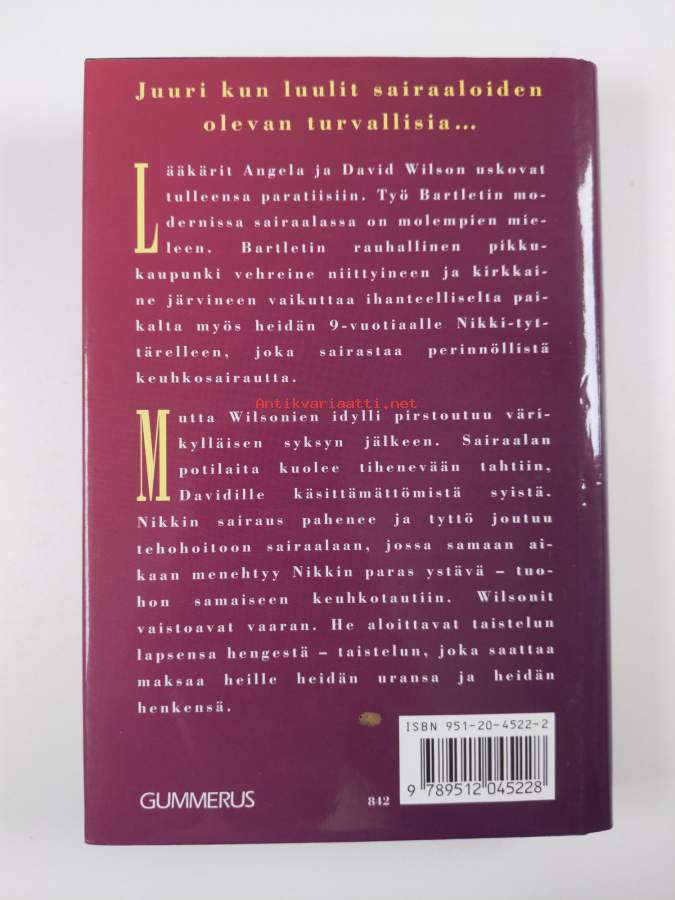 Juuri kun luulit sairaaloiden
olevan turvallisia...
Lääkärit Angela ja David Wilson uskovat
tulleensa paratiisiin. Työ Bartletin mo-
dernissa sairaalassa on molempien mie-
leen. Bartletin rauhallinen pikku-
kaupunki vehreine niittyineen ja kirkkai-
ne järvineen vaikuttaa ihanteelliselta pai-
kalta myös heidän 9-vuotiaalle Nikki-tyt-
tärelleen, joka sairastaa perinnöllistä
keuhkosairautta.
Antikvariaatti.net
Mutta Wilsonien idylli pirstoutuu väri-
kylläisen syksyn jälkeen. Sairaalan
potilaita kuolee tihenevään tahtiin,
Davidille käsittämättömistä syistä.
Nikkin sairaus pahenee ja tyttö joutuu
tehohoitoon sairaalaan, jossa samaan ai-
kaan menehtyy Nikkin paras ystävä – tuo-
hon samaiseen keuhkotautiin. Wilsonit
vaistoavat vaaran. He aloittavat taistelun
lapsensa hengestä – taistelun, joka saattaa
maksaa heille heidän uransa ja heidän
henkensä.
ISBN 951-20-4522-2
9 789512 045228
GUMMERUS
842